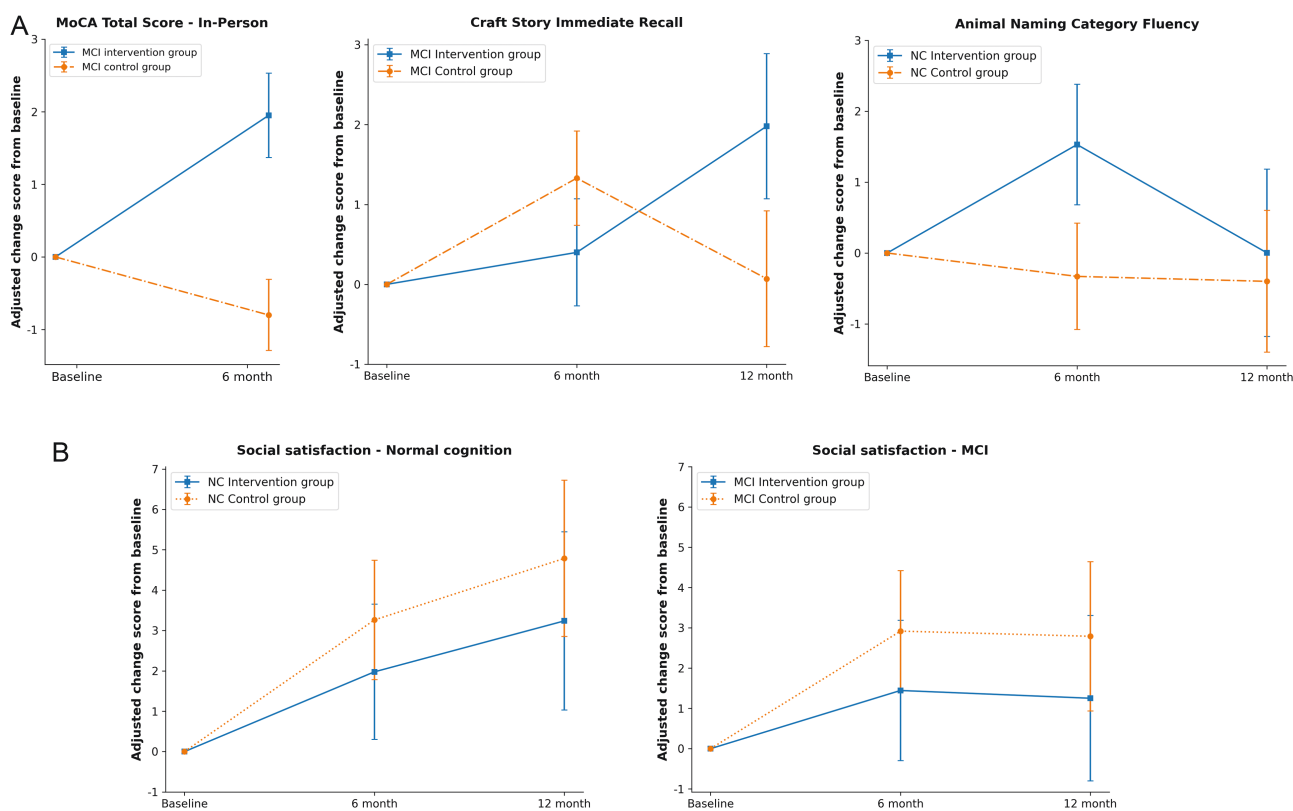 A
MoCA Total Score - In-Person
MCI intervention group
MCI control group
Adjusted change score from baseline
3
2
1
0
-1
Baseline
6 month
Craft Story Immediate Recall
MCI Intervention group
MCI Control group
Adjusted change score from baseline
3
2
1
0
-1
Baseline
6 month
12 month
Animal Naming Category Fluency
NC Intervention group
NC Control group
Adjusted change score from baseline
3
2
1
0
-1
Baseline
6 month
12 month
B
Social satisfaction - Normal cognition
NC Intervention group
NC Control group
Adjusted change score from baseline
7
6
5
4
3
2
1
0
-1
Baseline
6 month
12 month
Social satisfaction - MCI
MCI Intervention group
MCI Control group
Adjusted change score from baseline
7
6
5
4
3
2
1
0
-1
Baseline
6 month
12 month